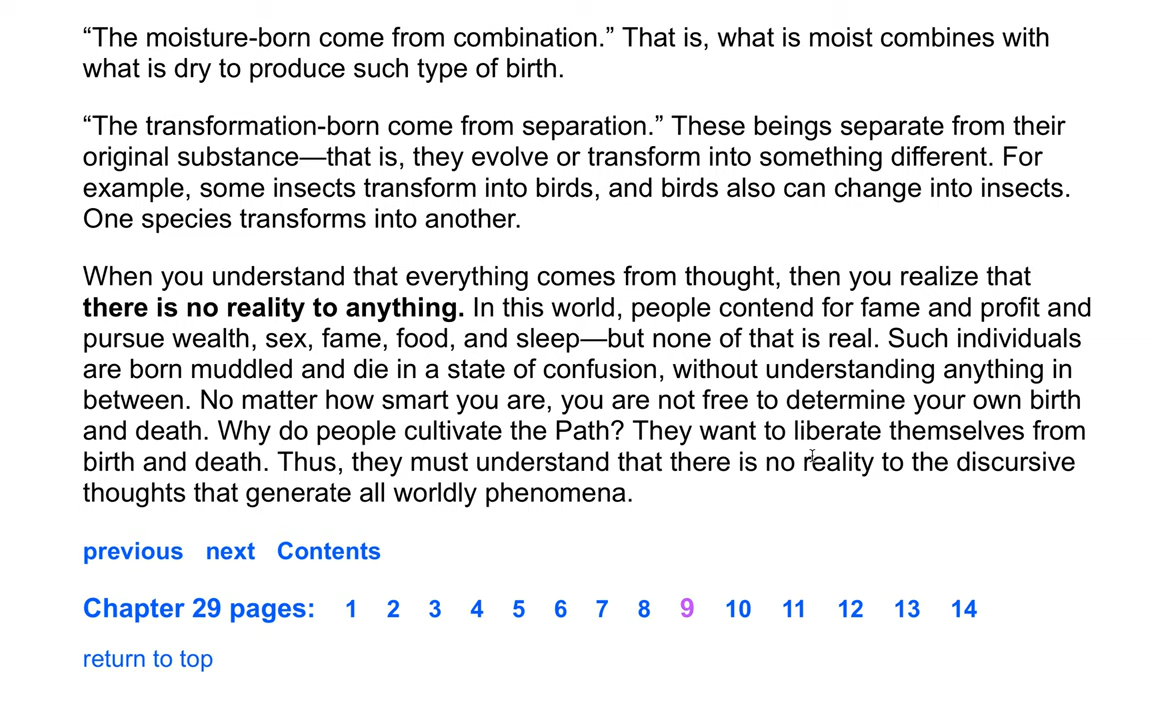 “The moisture-born come from combination.” That is, what is moist combines with
what is dry to produce such type of birth.
“The transformation-born come from separation.” These beings separate from their
original substance—that is, they evolve or transform into something different. For
example, some insects transform into birds, and birds also can change into insects.
One species transforms into another.
When you understand that everything comes from thought, then you realize that
there is no reality to anything. In this world, people contend for fame and profit and
pursue wealth, sex, fame, food, and sleep—but none of that is real. Such individuals
are born muddled and die in a state of confusion, without understanding anything in
between. No matter how smart you are, you are not free to determine your own birth
and death. Why do people cultivate the Path? They want to liberate themselves from
birth and death. Thus, they must understand that there is no reality to the discursive
thoughts that generate all worldly phenomena.
previous next Contents
Chapter 29 pages: 1 2 3 4 5 6 7 8 9 10 11 12 13 14
return to top